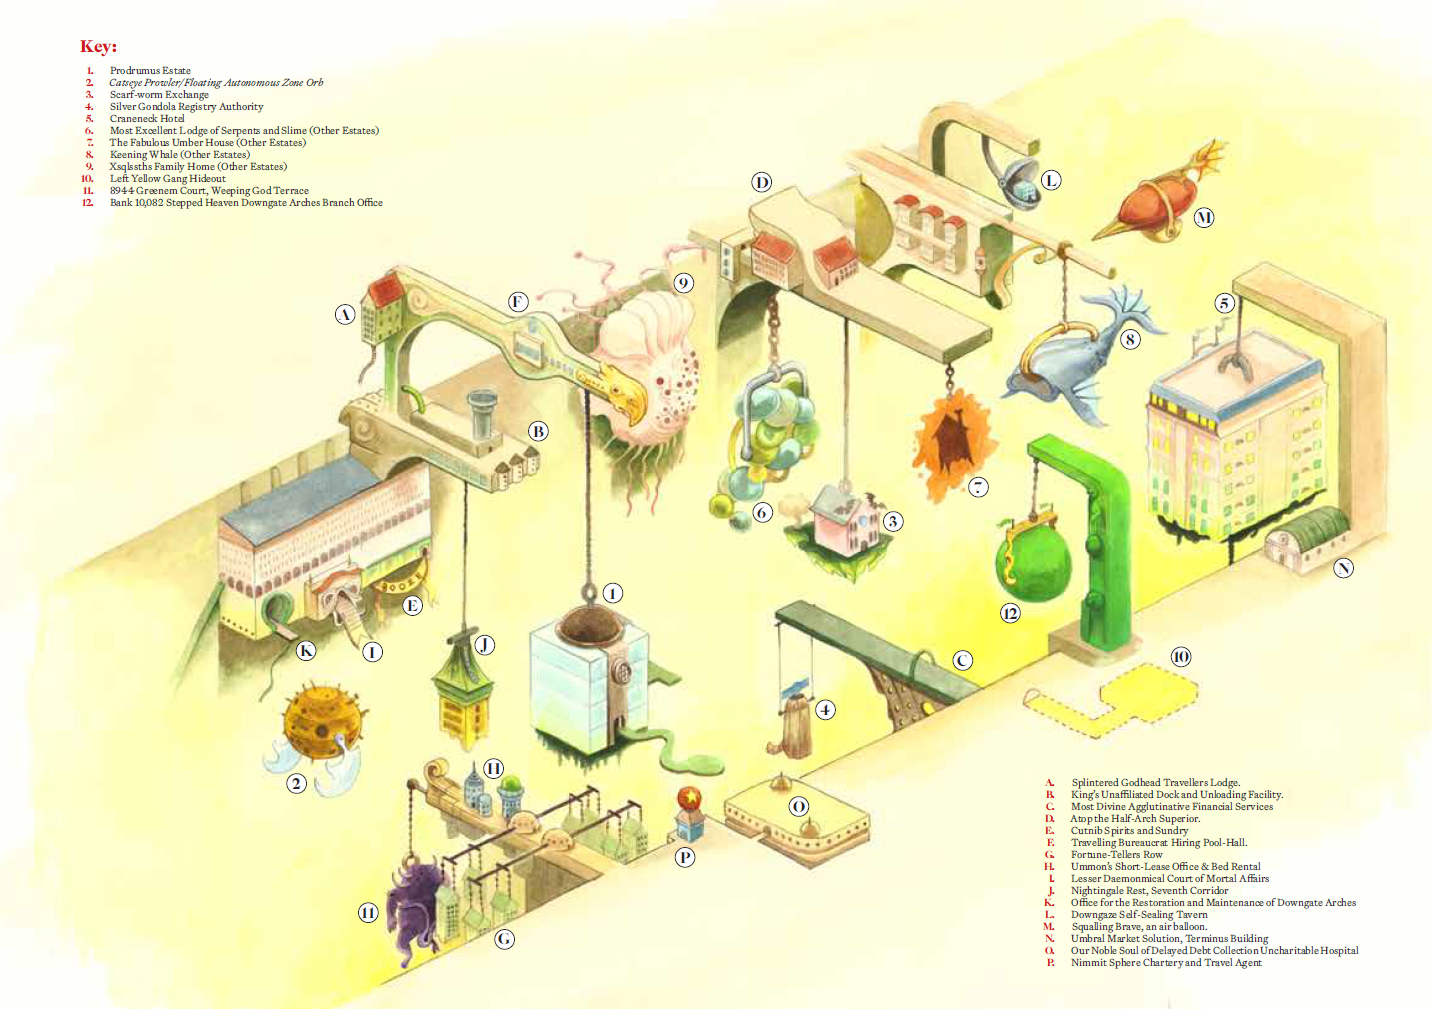 Key:
1. Prodrumus Estate
2. Catseye Prowler/Floating Autonomous Zone Orb
3. Scarf-worm Exchange
4. Silver Gondola Registry Authority
5. Craneneck Hotel
6. Most Excellent Lodge of Serpents and Slime (Other Estates)
7. The Fabulous Umber House (Other Estates)
8. Keening Whale (Other Estates)
9. Xsqlssths Family Home (Other Estates)
10. Left Yellow Gang Hideout
11. 8944 Greenem Court, Weeping God Terrace
12. Bank 10,082 Stepped Heaven Downgate Arches Branch Office
L
D
M
9
F
5
A
8
B
7
6
3
N
1
E
12
J
K
I
C
10
4
H
2
O
P
11
G
A. Splintered Godhead Travellers Lodge.
B. King's Unaffiliated Dock and Unloading Facility.
C. Most Divine Agglutinative Financial Services
D. Atop the Half-Arch Superior.
E. Cutnib Spirits and Sundry
F. Travelling Bureaucrat Hiring Pool-Hall.
G. Fortune-Tellers Row
H. Ummon's Short-Lease Office & Bed Rental
I. Lesser Daemonmical Court of Mortal Affairs
J. Nightingale Rest, Seventh Corridor
K. Office for the Restoration and Maintenance of Downgate Arches
L. Downgaze Self-Sealing Tavern
M. Squalling Brave, an air balloon.
N. Umbral Market Solution, Terminus Building
O. Our Noble Soul of Delayed Debt Collection Uncharitable Hospital
P. Nimmit Sphere Chartery and Travel Agent